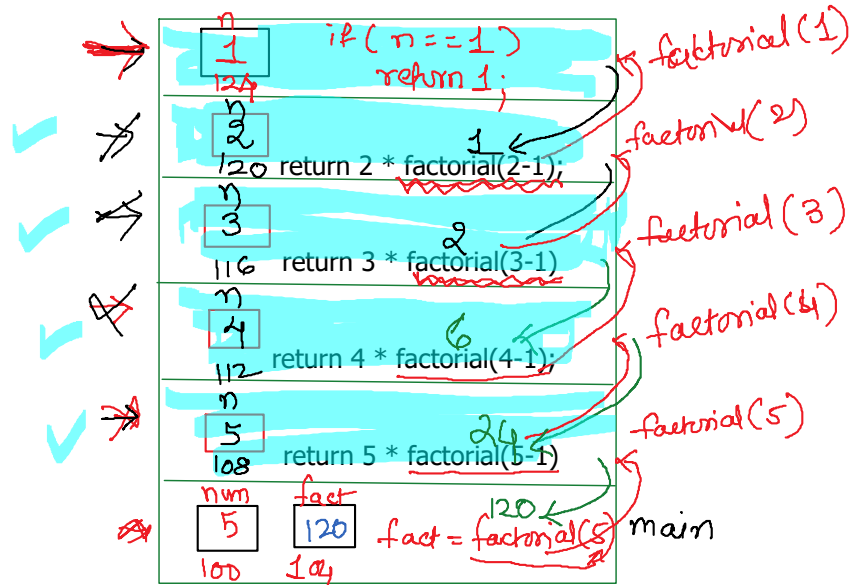 n
1
if ( n == 1 )
return 1;
factorial (1)
124
n
2
1
factorial ( 2 )
120 return 2 * factorial(2-1);
n
3
2
factorial ( 3 )
116 return 3 * factorial(3-1)
n
4
6
factorial (4)
112 return 4 * factorial(4-1);
n
5
24
factorial (5)
108 return 5 * factorial(5-1)
num fact
120
5 120 fact = factorial(5) main
100 104